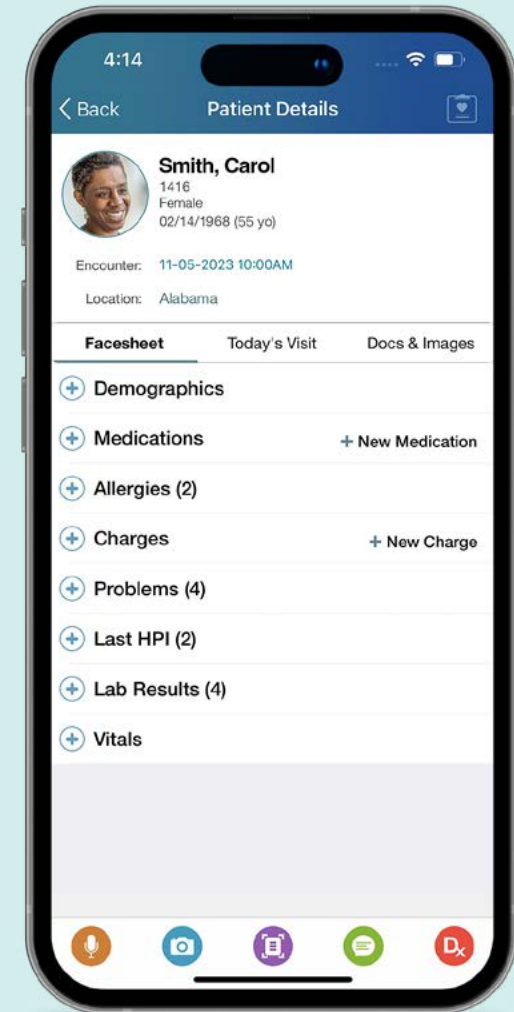 4:14
Back Patient Details
Smith, Carol
1416
Female
02/14/1968 (55 yo)
Encounter: 11-05-2023 10:00AM
Location: Alabama
Facesheet Today's Visit Docs & Images
Demographics
Medications + New Medication
Allergies (2)
Charges + New Charge
Problems (4)
Last HPI (2)
Lab Results (4)
Vitals
Dx